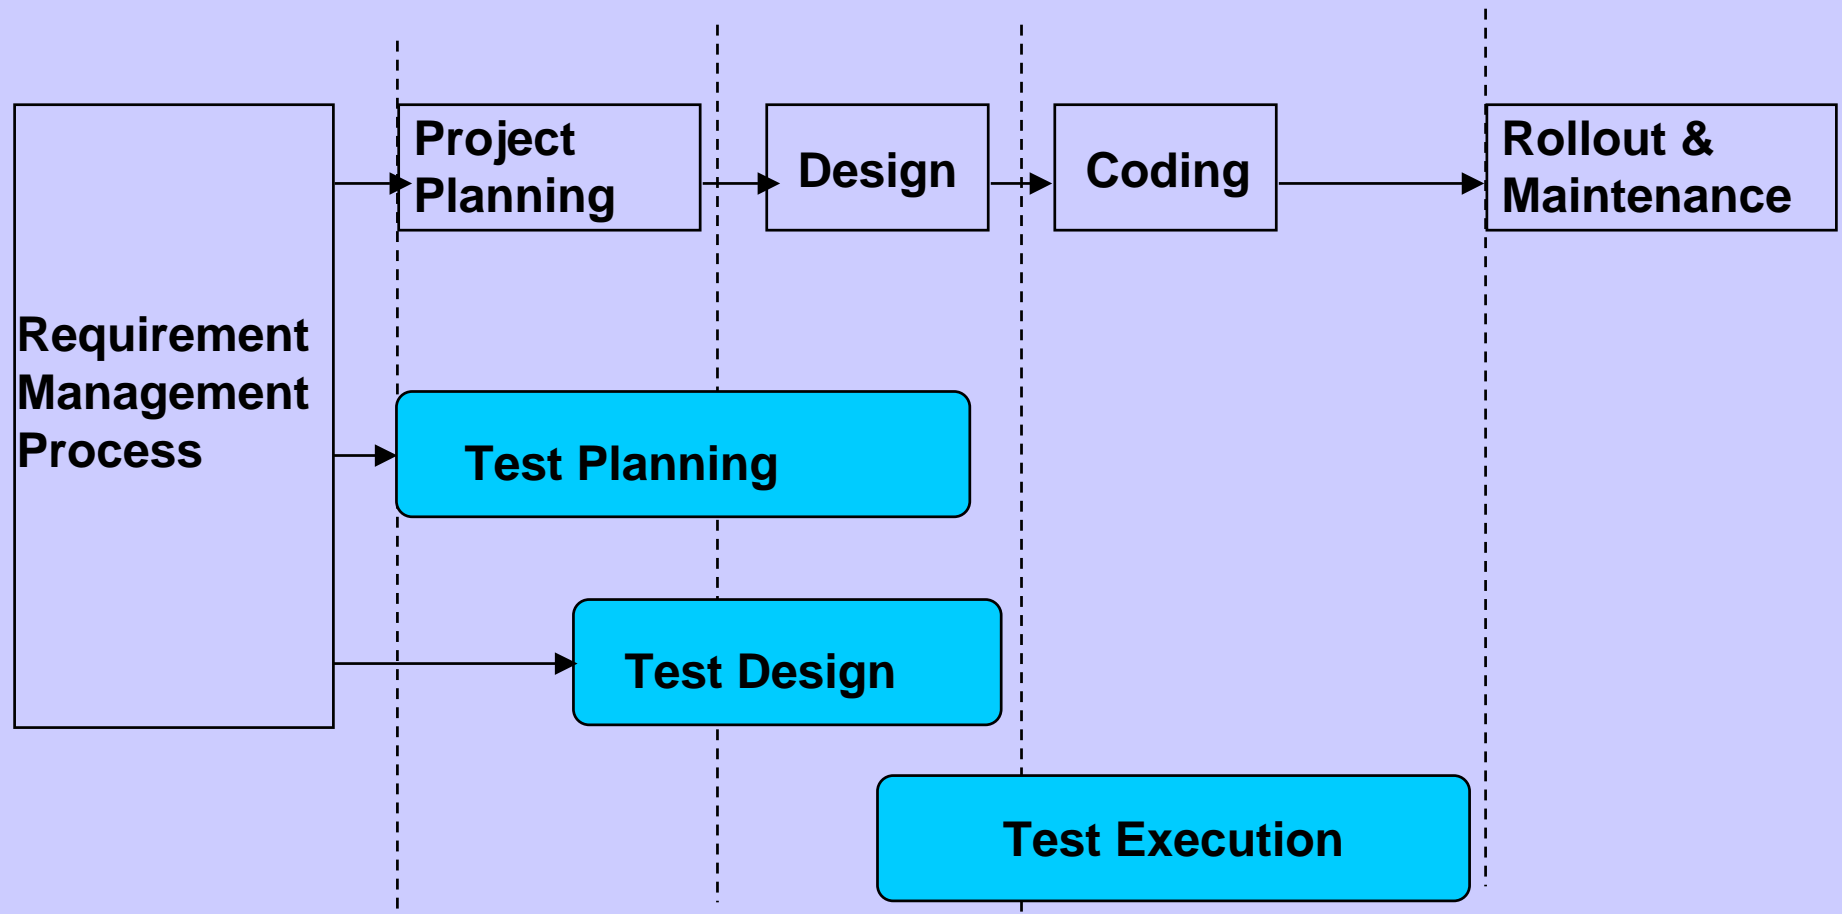 Project
Planning
Design
Coding
Rollout &
Maintenance
Requirement
Management
Process
Test Planning
Test Design
Test Execution